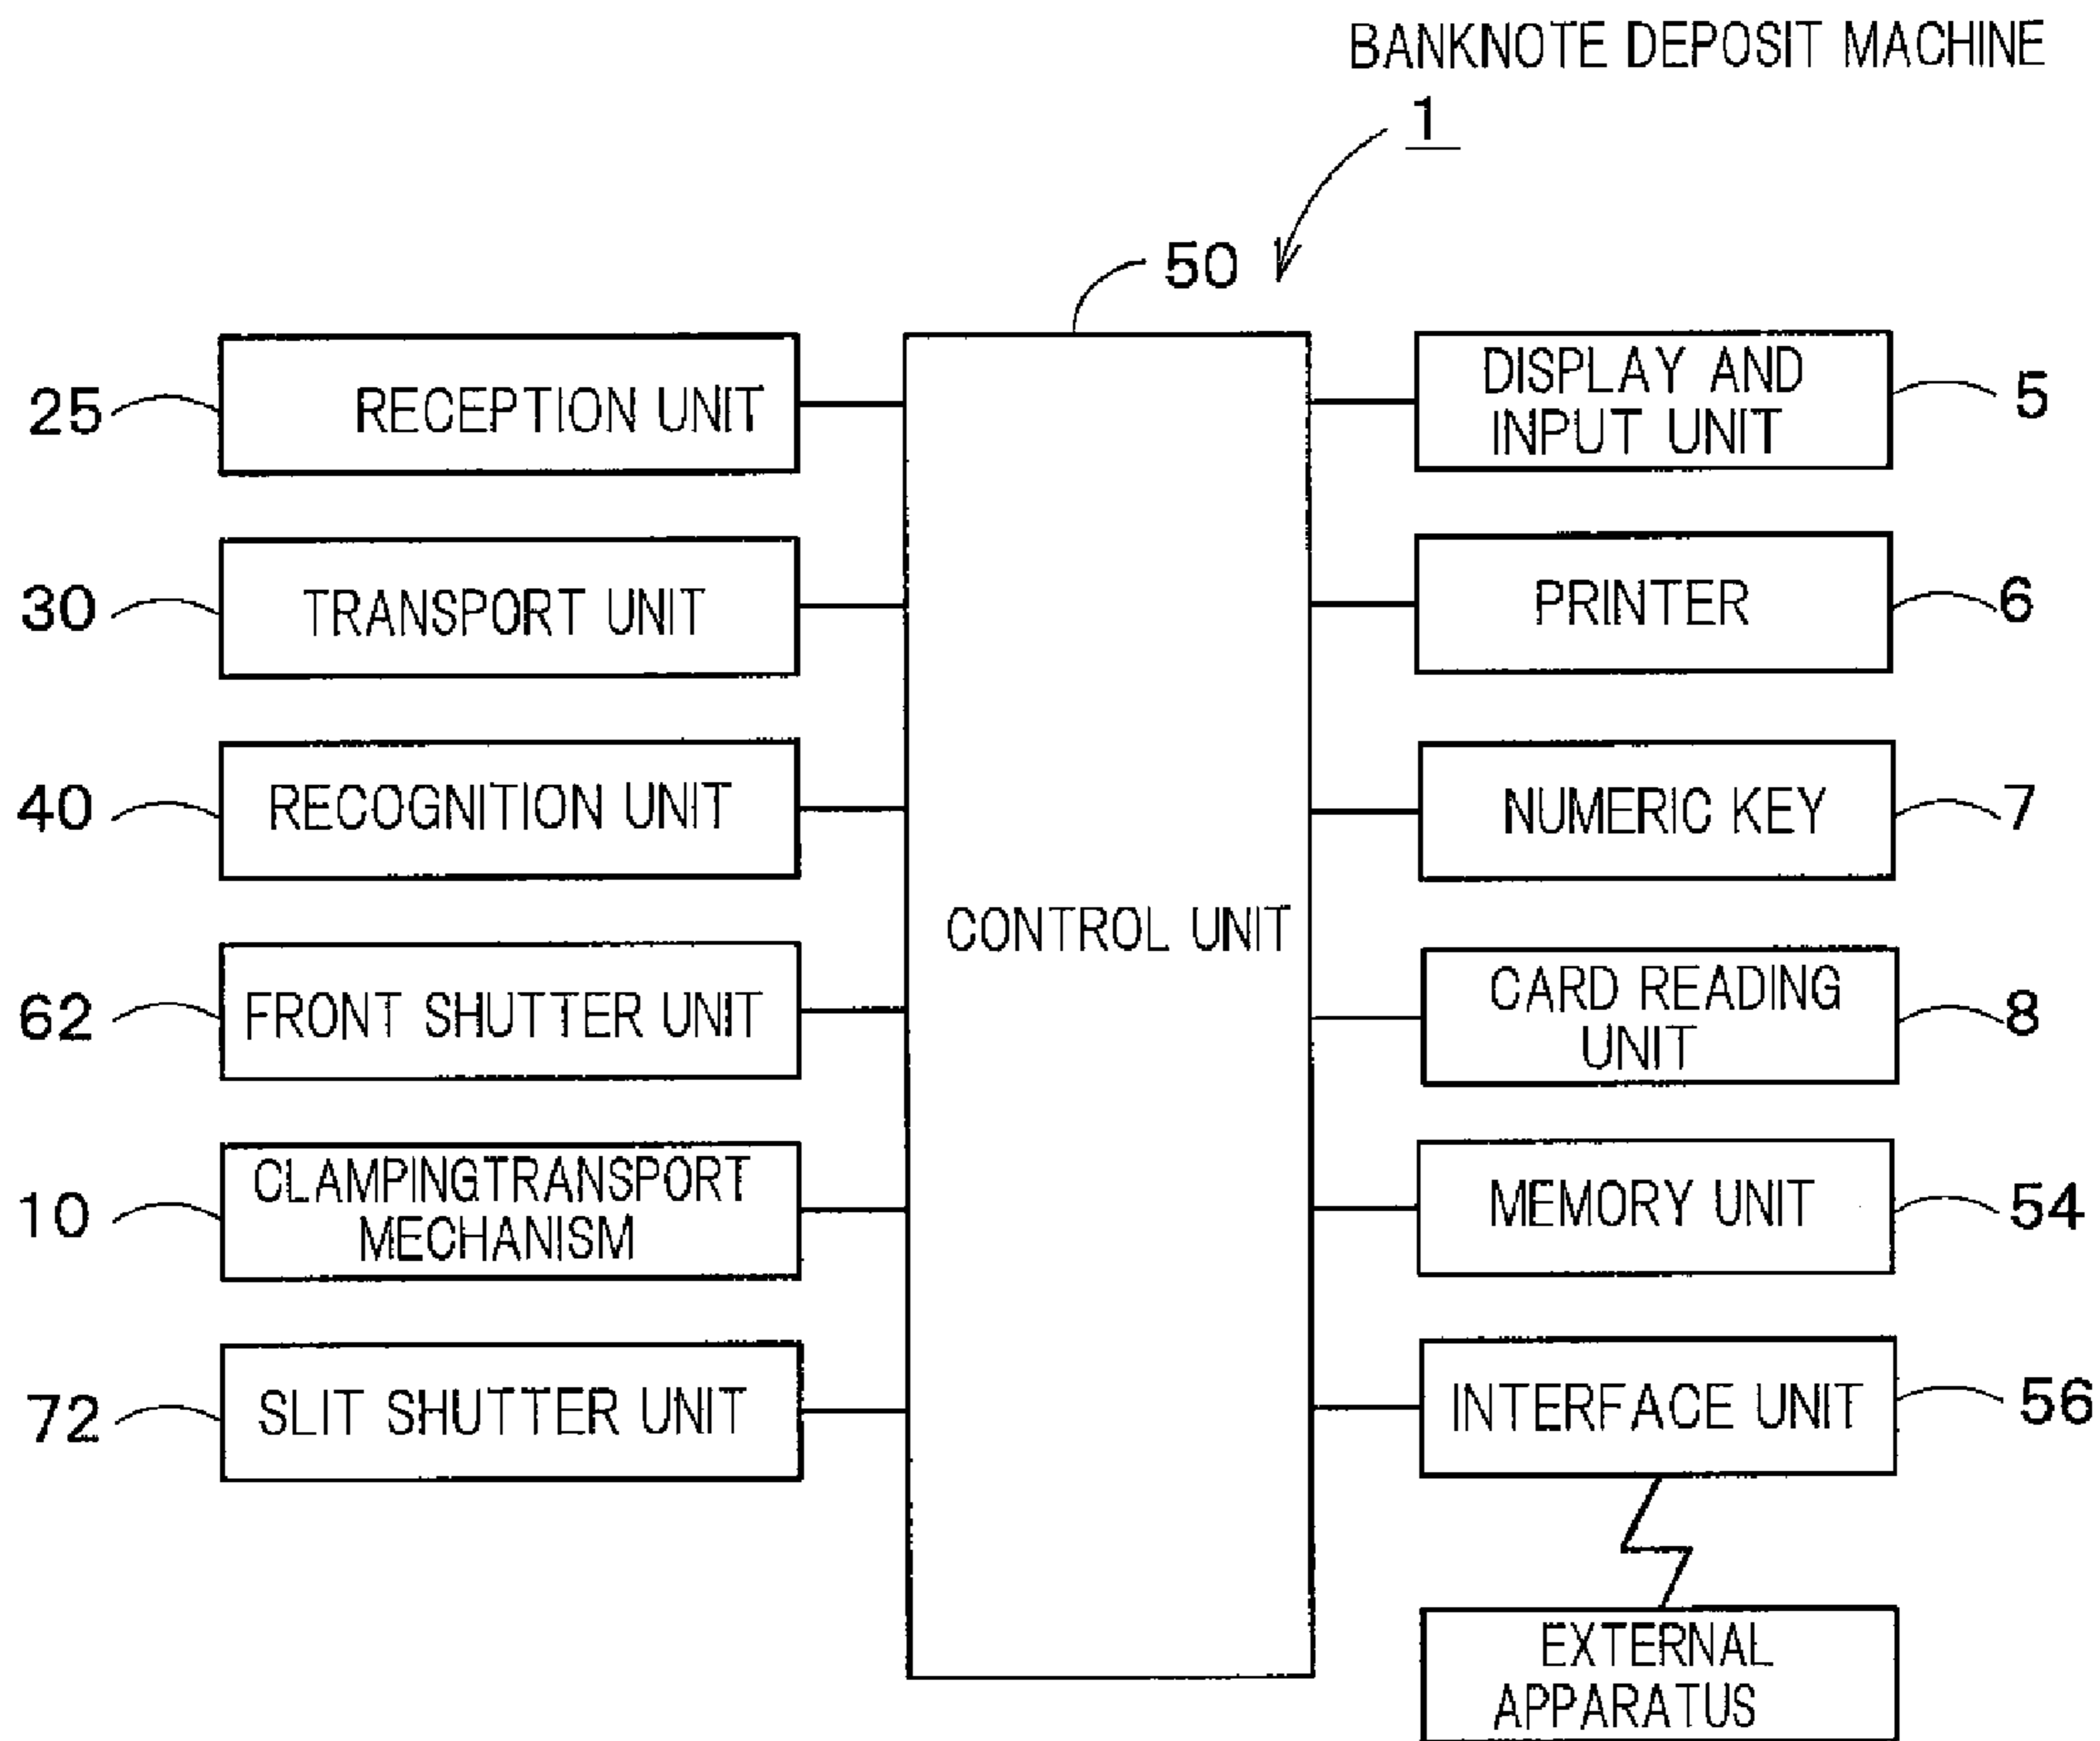 BANKNOTE DEPOSIT MACHINE
1
50
25
RECEPTION UNIT
30
TRANSPORT UNIT
40
RECOGNITION UNIT
62
FRONT SHUTTER UNIT
10
CLAMPINGTRANSPORT
MECHANISM
72
SLIT SHUTTER UNIT
CONTROL UNIT
DISPLAY AND
INPUT UNIT
5
PRINTER
6
NUMERIC KEY
7
CARD READING
UNIT
8
MEMORY UNIT
54
INTERFACE UNIT
56
EXTERNAL
APPARATUS